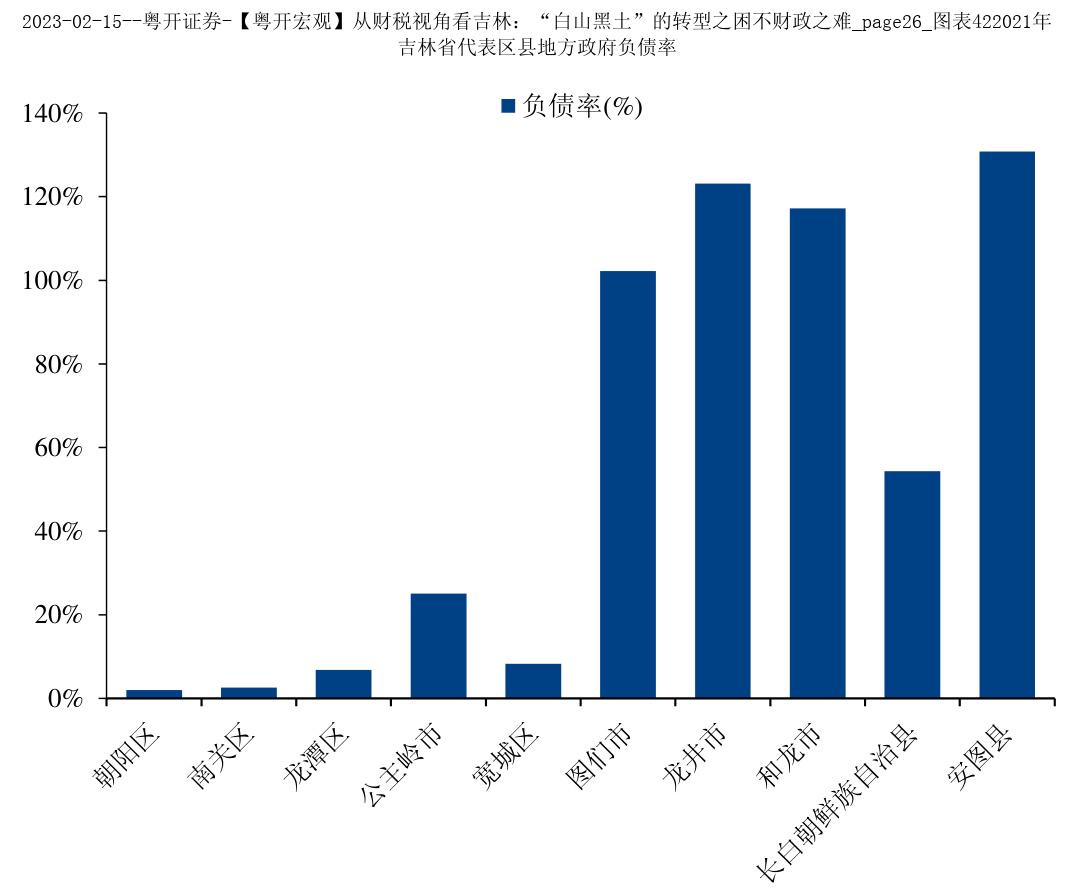 2023-02-15--粤开证券-【粤开宏观】从财税视角看吉林：“白山黑土”的转型之困不财政之难_page26_图表422021年
吉林省代表区县地方政府负债率
负债率(%)
140%
120%
100%
80%
60%
40%
20%
0%
朝阳区
南关区
龙潭区
公主岭市
宽城区
图们市
龙井市
和龙市
长白朝鲜族自治县
安图县